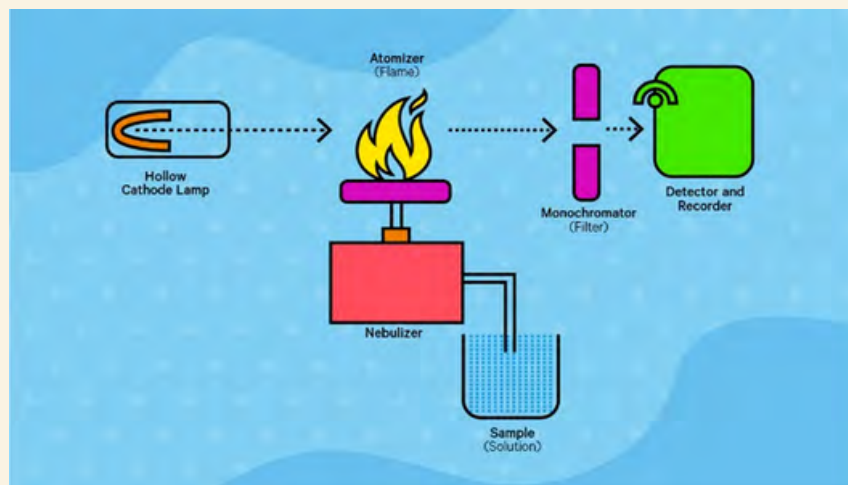 Atomizer
(Flame)
Hollow
Cathode Lamp
Monochromator
(Filter)
Detector and
Recorder
Nebulizer
Sample
(Solution)